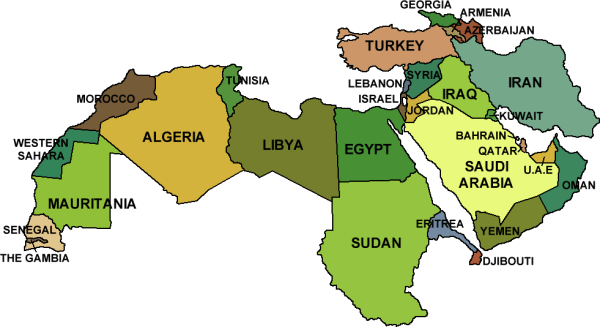 GEORGIA
ARMENIA
AZERBAIJAN
TURKEY
TUNISIA
LEBANON
SYRIA
IRAN
MOROCCO
ISRAEL
IRAQ
JORDAN
KUWAIT
ALGERIA
LIBYA
EGYPT
BAHRAIN
WESTERN
SAHARA
QATAR
SAUDI
ARABIA
U.A.E
OMAN
MAURITANIA
SENEGAL
THE GAMBIA
SUDAN
ERITREA
YEMEN
DJIBOUTI